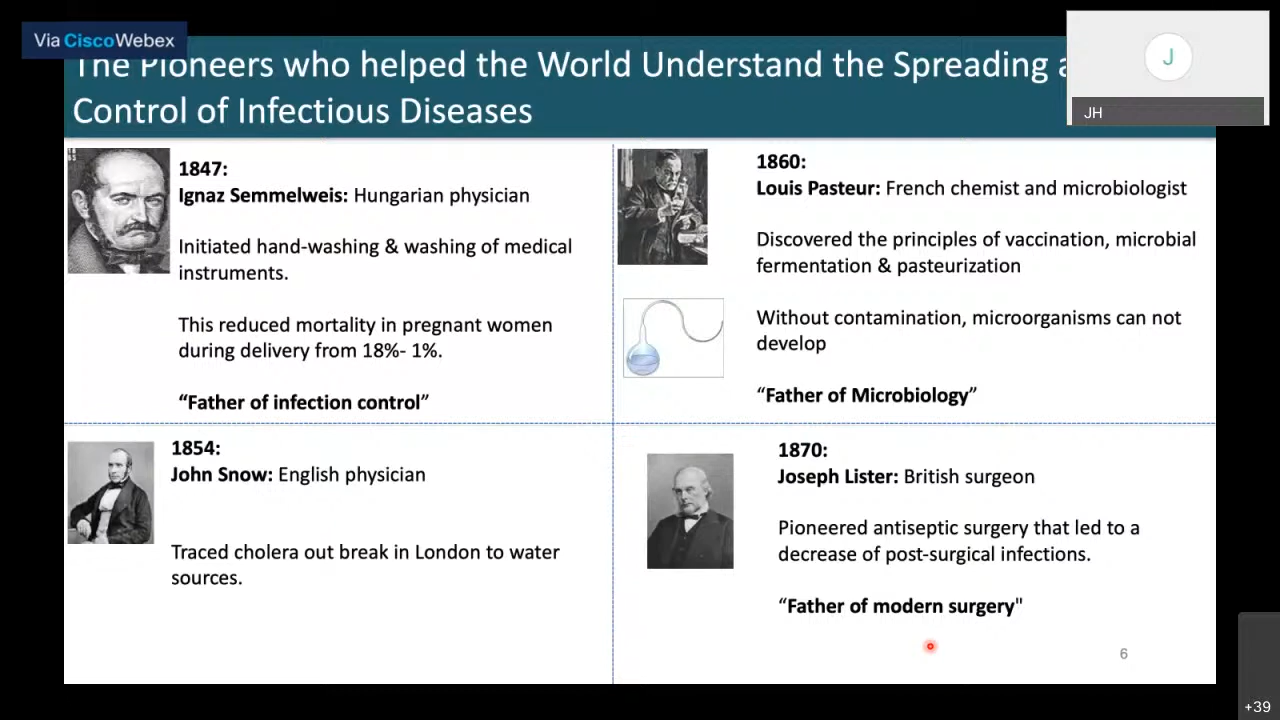 Via CiscoWebex
The Pioneers who helped the World Understand the Spreading
Control of Infectious Diseases
J
JH
1847:
Ignaz Semmelweis: Hungarian physician
Initiated hand-washing & washing of medical
instruments.
This reduced mortality in pregnant women
during delivery from 18%- 1%.
“Father of infection control”
1860:
Louis Pasteur: French chemist and microbiologist
Discovered the principles of vaccination, microbial
fermentation & pasteurization
Without contamination, microorganisms can not
develop
“Father of Microbiology”
1854:
John Snow: English physician
Traced cholera out break in London to water
sources.
1870:
Joseph Lister: British surgeon
Pioneered antiseptic surgery that led to a
decrease of post-surgical infections.
“Father of modern surgery"
6
+39